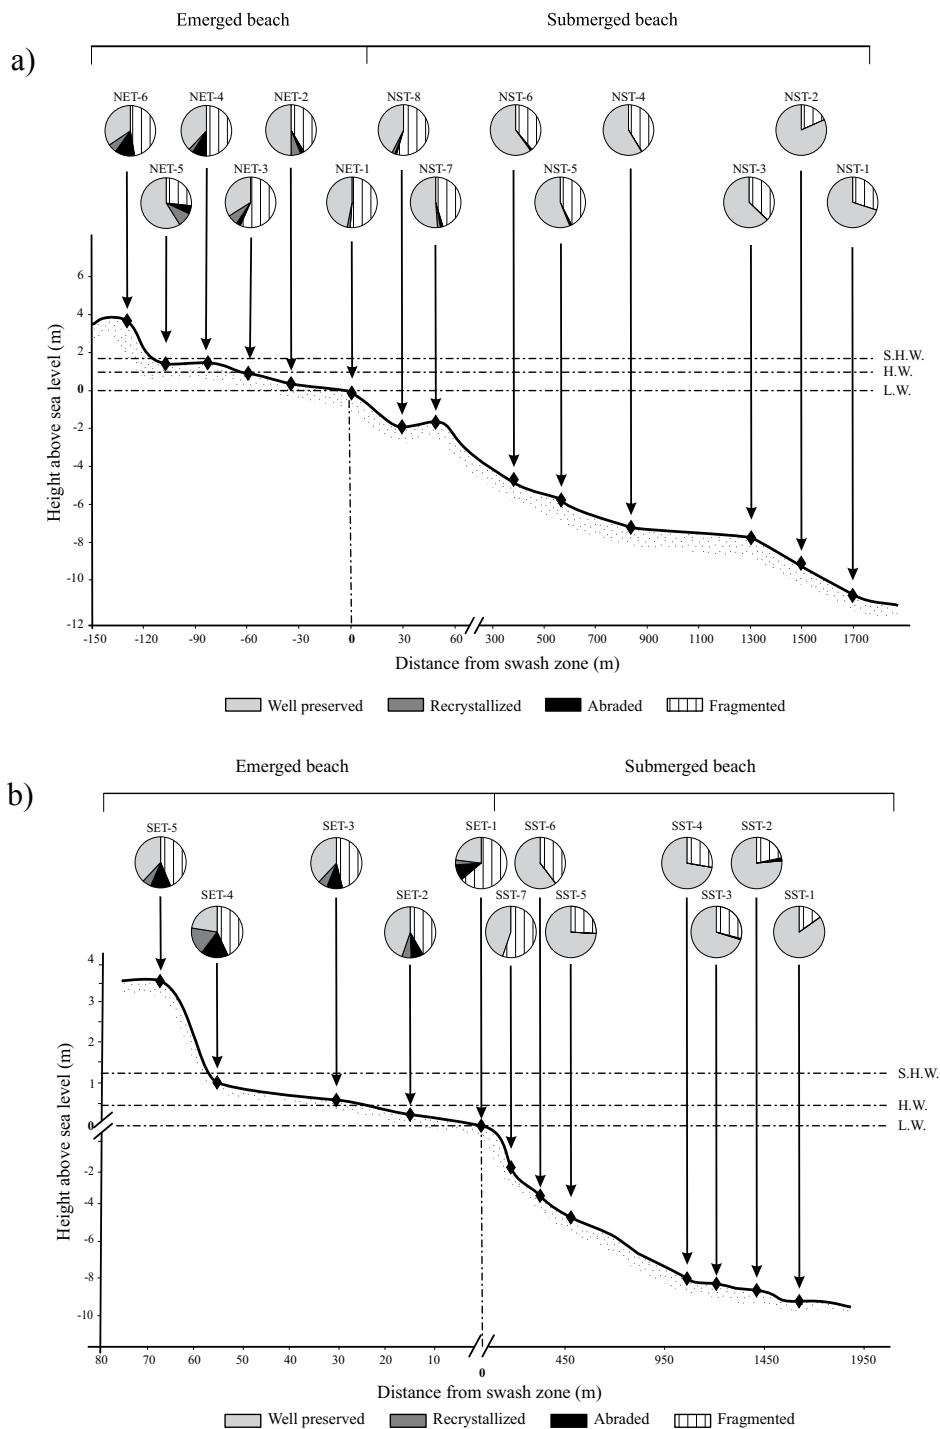 Emerged beach Submerged beach
a)
NET-6 NET-4 NET-2 NST-8 NST-6 NST-4 NST-2
NET-5 NET-3 NET-1 NST-7 NST-5 NST-3 NST-1
Height above sea level (m)
6
4
2
0
-2
-4
-6
-8
-10
-12
S.H.W.
H.W.
L.W.
-150 -120 -90 -60 -30 0 30 60 300 500 700 900 1100 1300 1500 1700
Distance from swash zone (m)
Well preserved Recrystallized Abraded Fragmented
Emerged beach Submerged beach
b)
SET-5 SET-3 SET-1 SST-6 SST-4 SST-2
SET-4 SET-2 SST-7 SST-5 SST-3 SST-1
Height above sea level (m)
4
3
2
1
0
-2
-4
-6
-8
-10
S.H.W.
H.W.
L.W.
80 70 60 50 40 30 20 10 0 450 950 1450 1950
Distance from swash zone (m)
Well preserved Recrystallized Abraded Fragmented